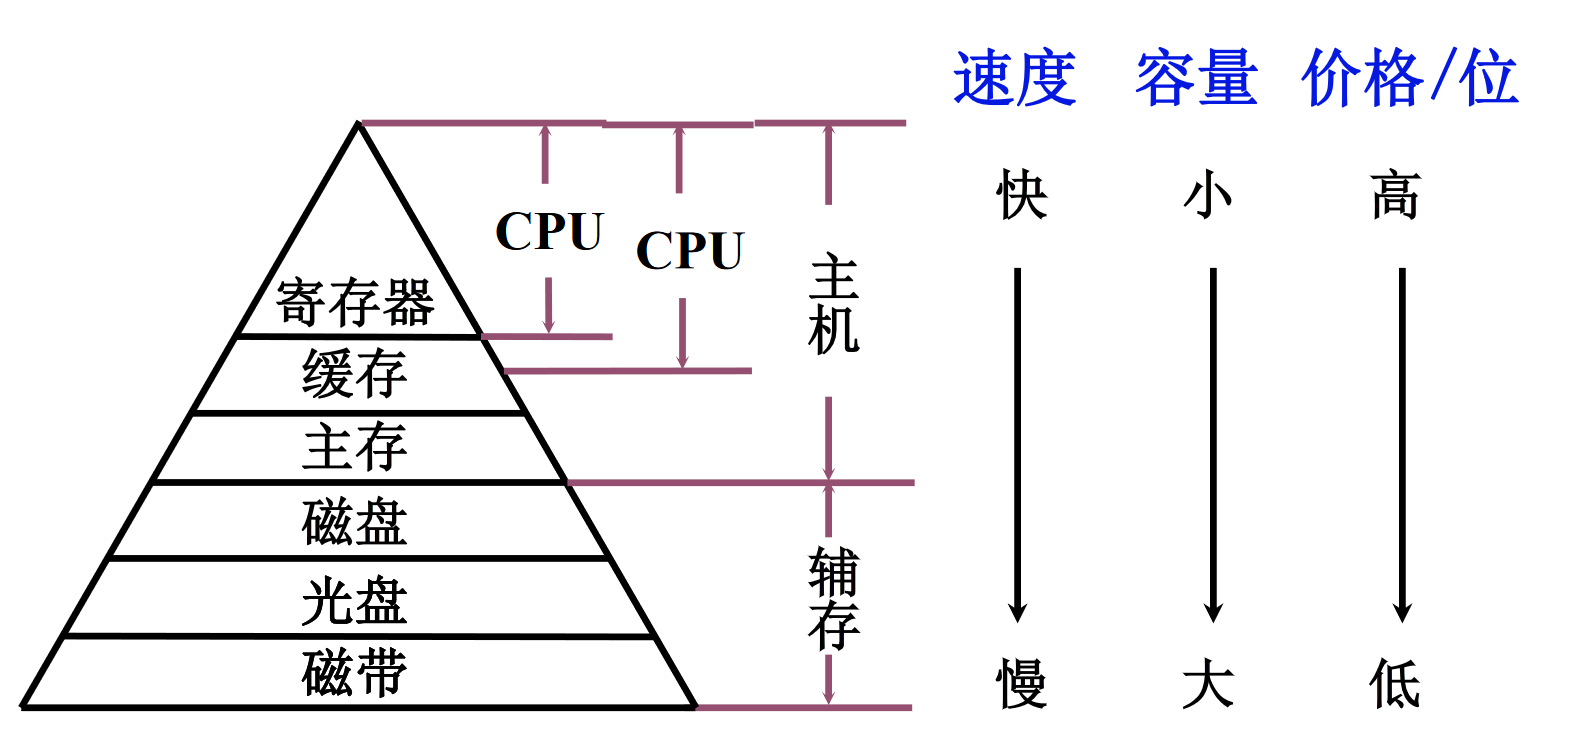 速度 容量 价格/位
快 小 高
CPU
CPU
主机
寄存器
缓存
主存
磁盘
光盘
磁带
辅存
慢 大 低